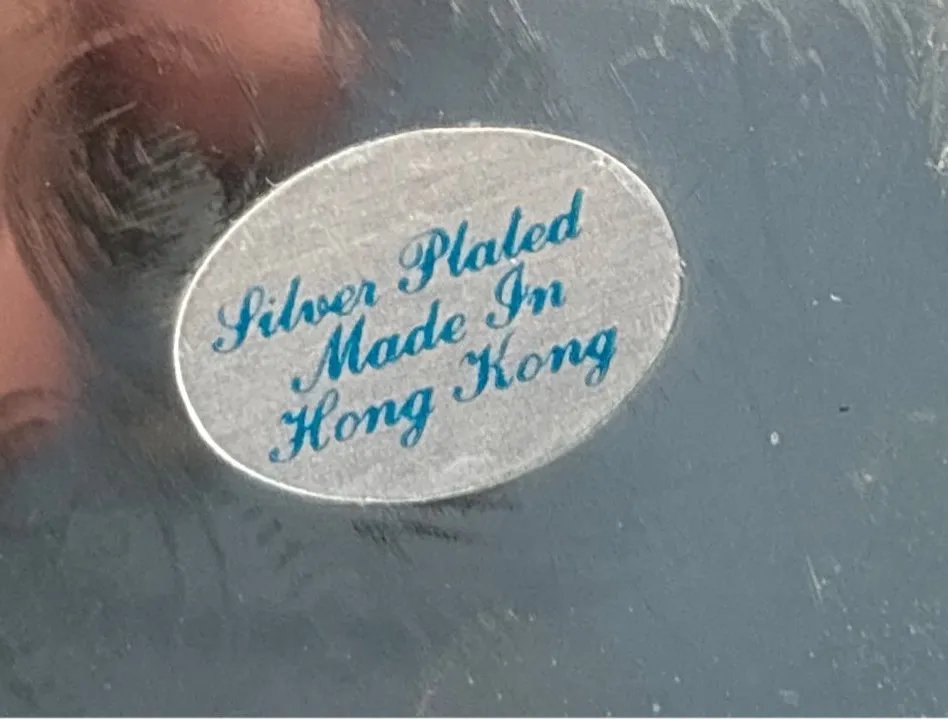 Silver Plated
Made In
Hong Kong